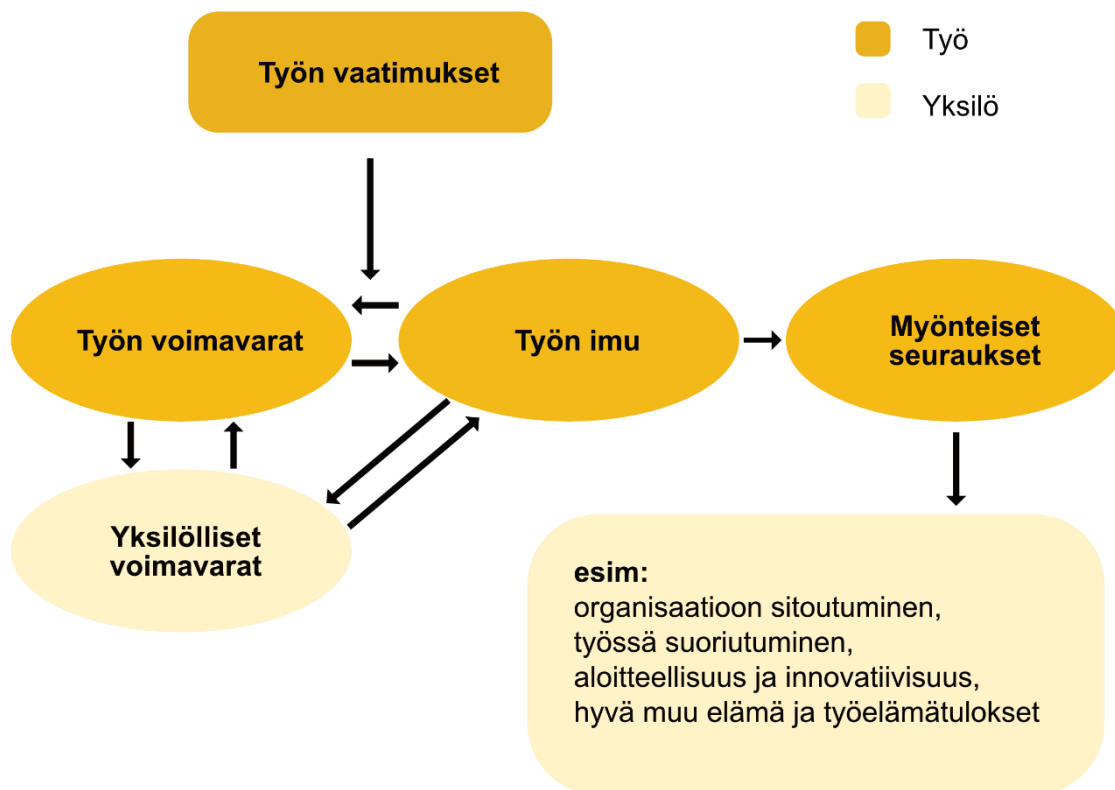 Työn vaatimukset
Työ
Yksilö
Työn voimavarat
Työn imu
Myönteiset
seuraukset
Yksilölliset
voimavarat
esim:
organisaatioon sitoutuminen,
työssä suoriutuminen,
aloitteellisuus ja innovatiivisuus,
hyvä muu elämä ja työelämätulokset